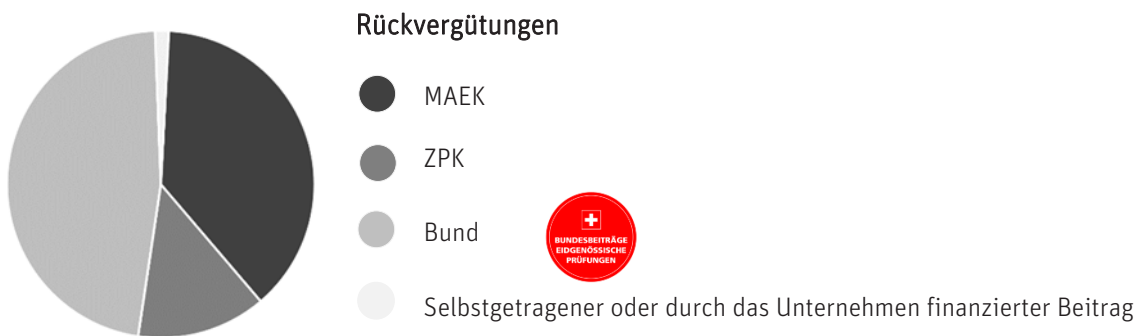 Rückvergütungen
MAEK
ZPK
Bund
BUNDESBEITRÄGE
EIDGENÖSSISCHE
PRÜFUNGEN
Selbstgetragener oder durch das Unternehmen finanzierter Beitrag